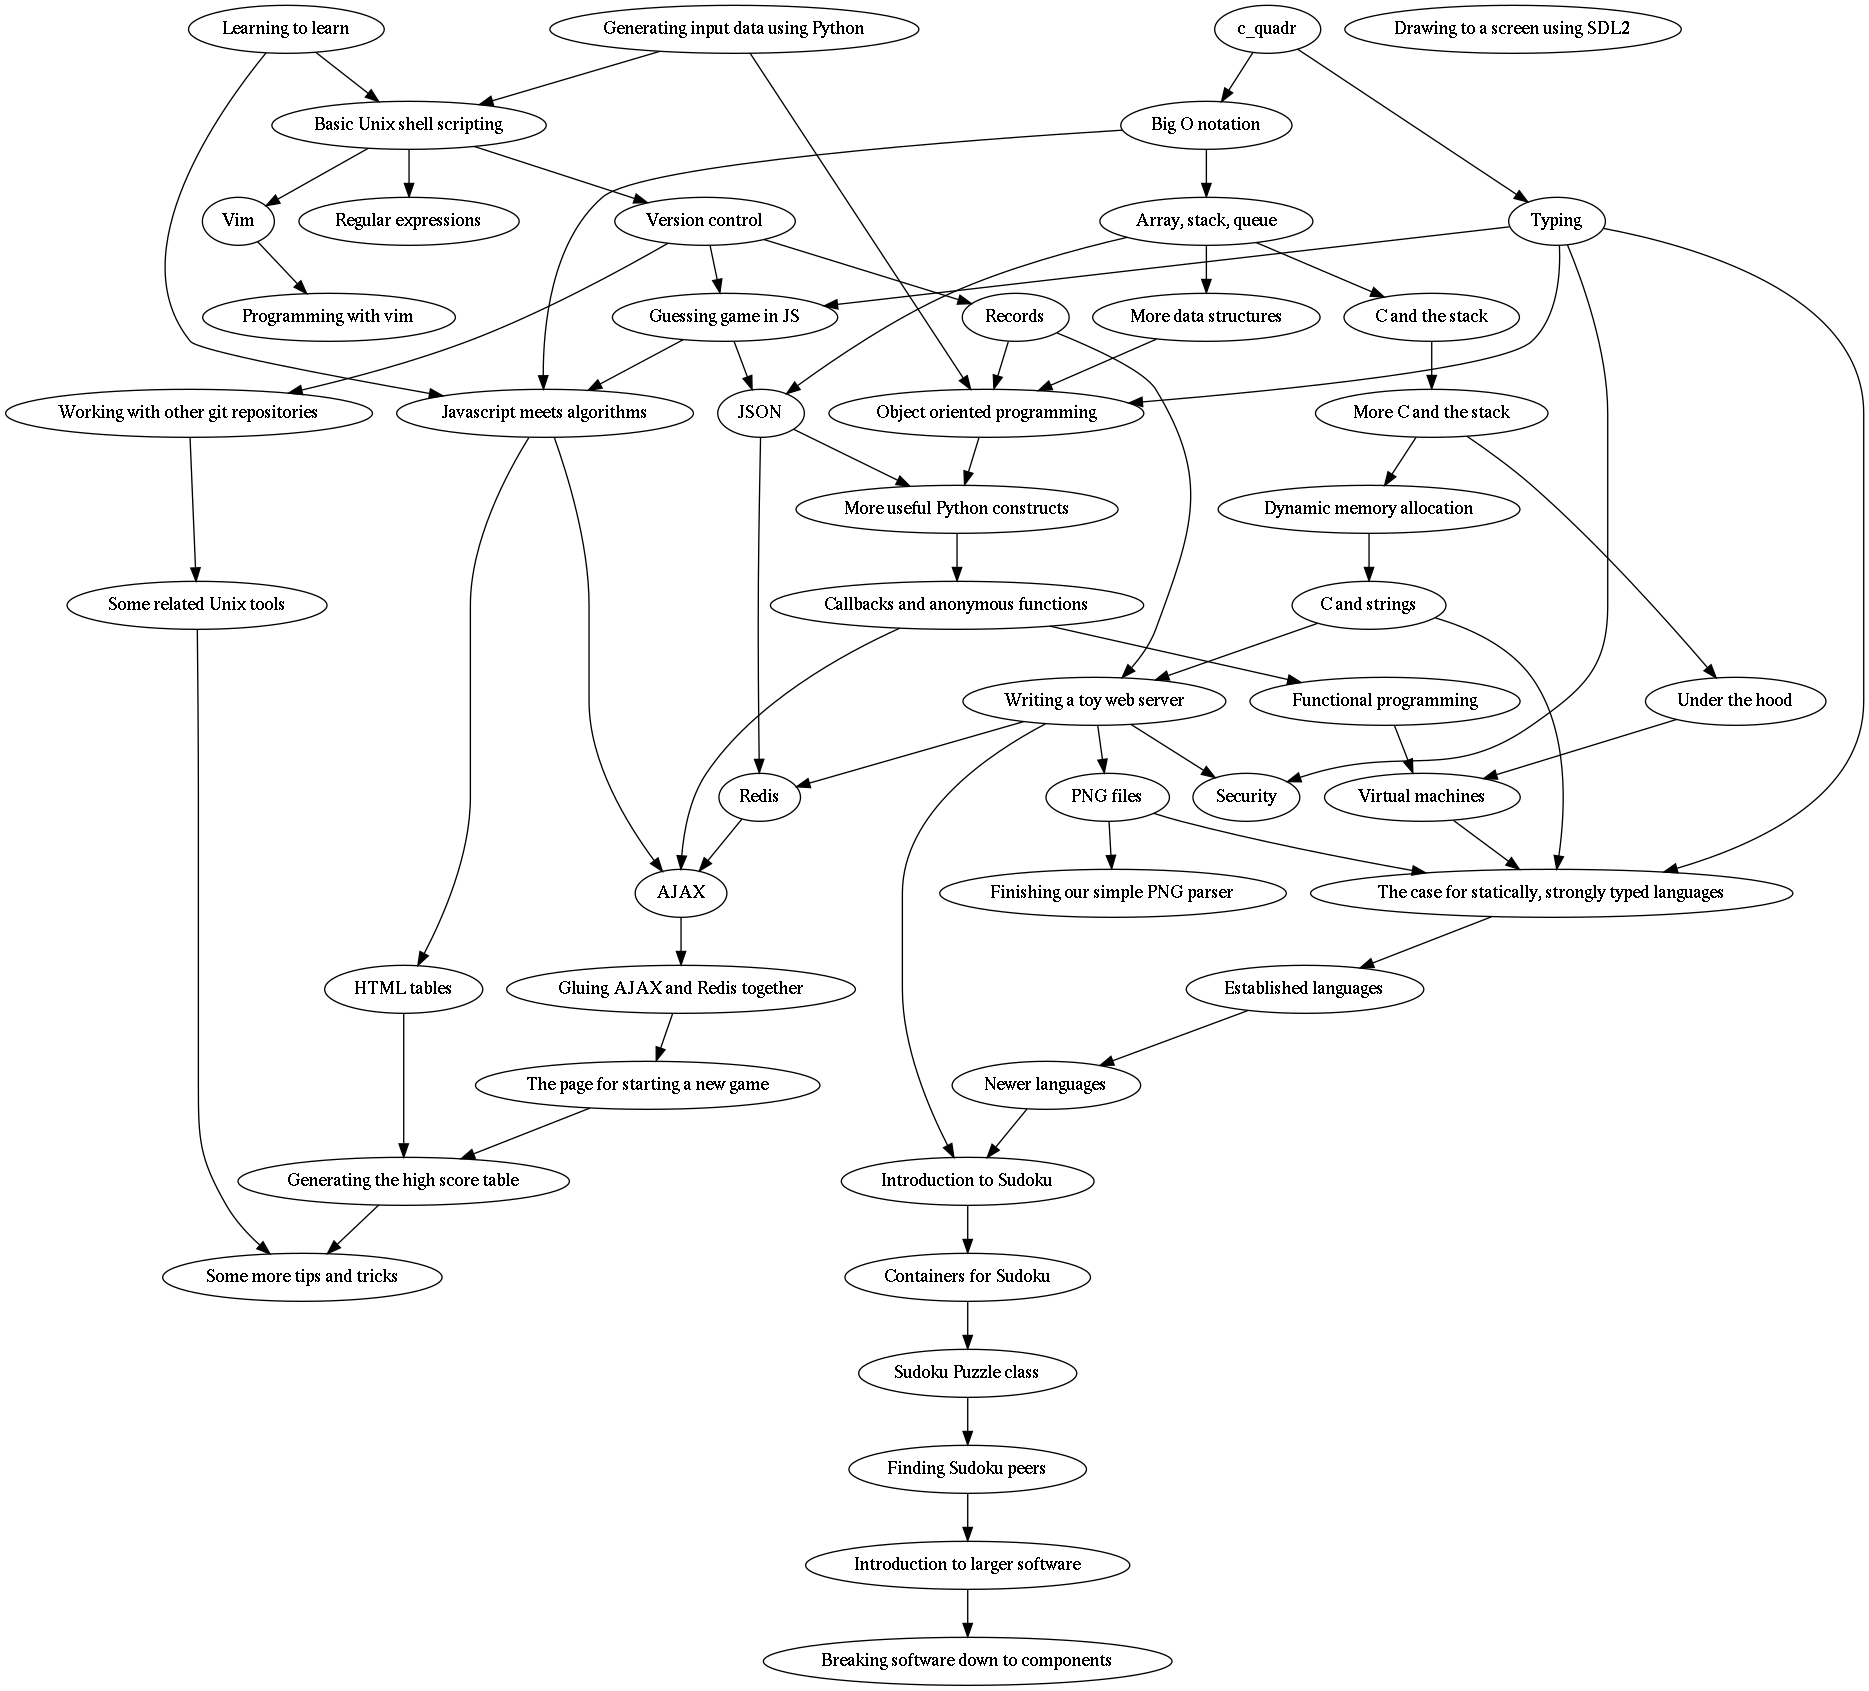 Learning to learn
Generating input data using Python
c_quadr
Drawing to a screen using SDL2
Basic Unix shell scripting
Big O notation
Vim
Regular expressions
Version control
Array, stack, queue
Typing
Programming with vim
Guessing game in JS
Records
More data structures
C and the stack
Working with other git repositories
Javascript meets algorithms
JSON
Object oriented programming
More C and the stack
More useful Python constructs
Dynamic memory allocation
Some related Unix tools
Callbacks and anonymous functions
C and strings
Writing a toy web server
Functional programming
Under the hood
Redis
PNG files
Security
Virtual machines
AJAX
Finishing our simple PNG parser
The case for statically, strongly typed languages
HTML tables
Gluing AJAX and Redis together
Established languages
The page for starting a new game
Newer languages
Generating the high score table
Introduction to Sudoku
Some more tips and tricks
Containers for Sudoku
Sudoku Puzzle class
Finding Sudoku peers
Introduction to larger software
Breaking software down to components